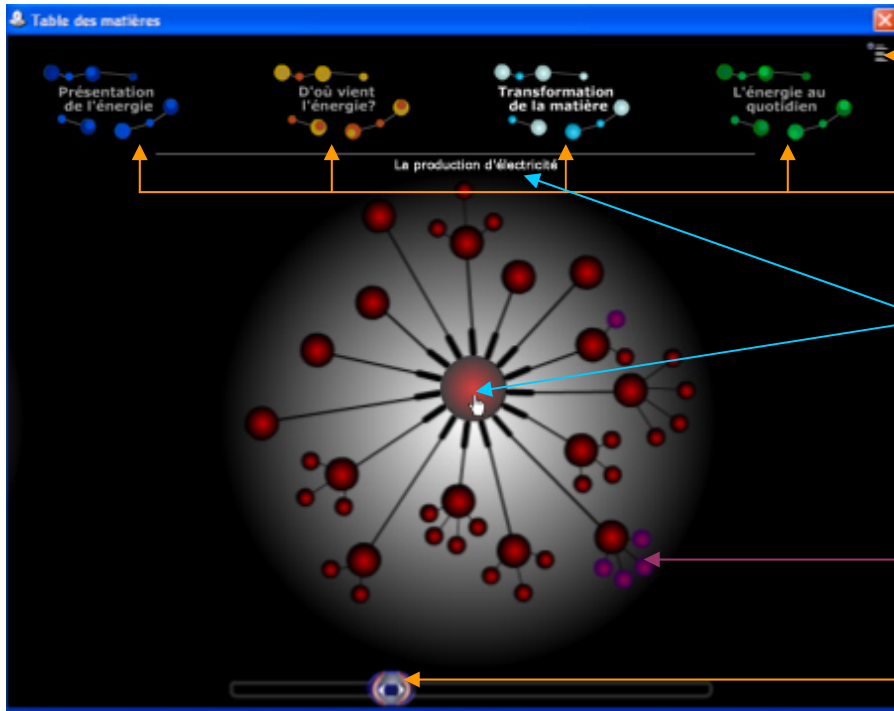 Table des matières
Présentation
de l'énergie
D'où vient
l'énergie?
Transformation
de la matière
L'énergie au
quotidien
La production d'électricité